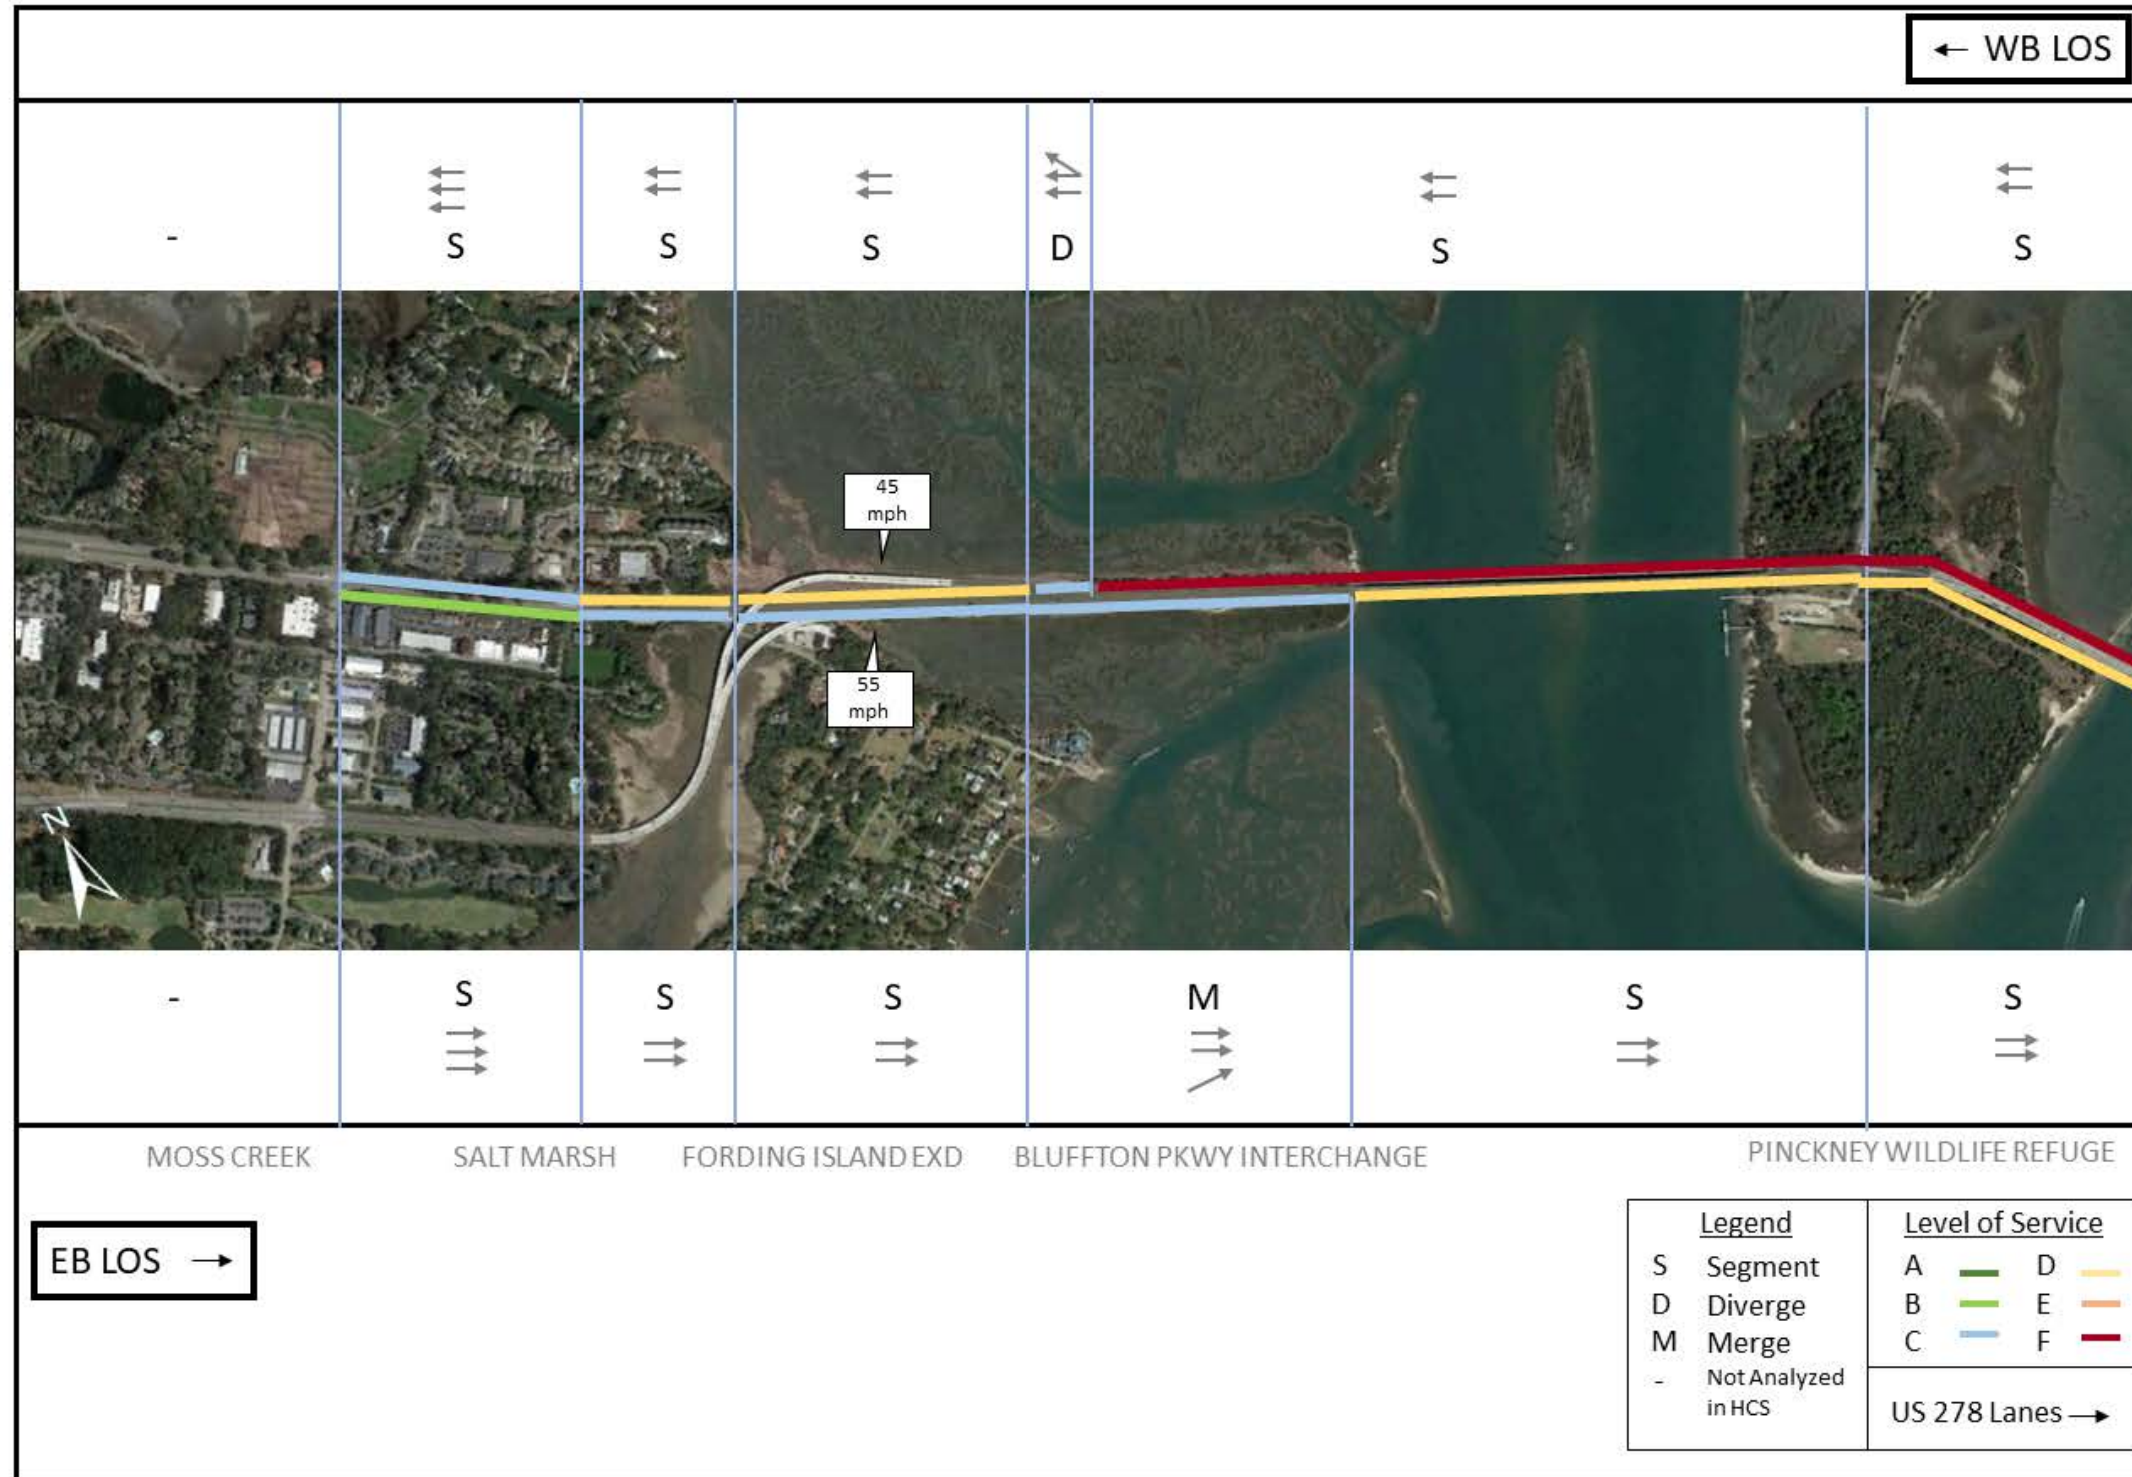 ← WB LOS
- S S S D S S
N
45
mph
55
mph
- S S S M S S
MOSS CREEK SALT MARSH FORDING ISLAND EXD BLUFFTON PKWY INTERCHANGE PINCKNEY WILDLIFE REFUGE
EB LOS →
Legend
S Segment
D Diverge
M Merge
- Not Analyzed
in HCS
Level of Service
A D
B E
C F
US 278 Lanes →